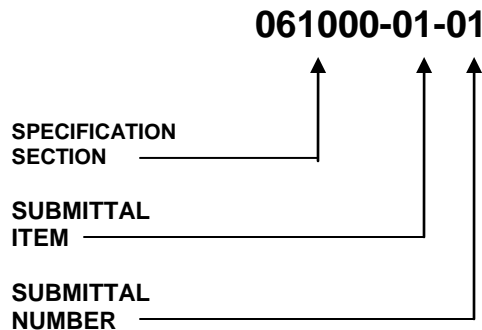 061000-01-01
SPECIFICATION
SECTION
SUBMITTAL
ITEM
SUBMITTAL
NUMBER